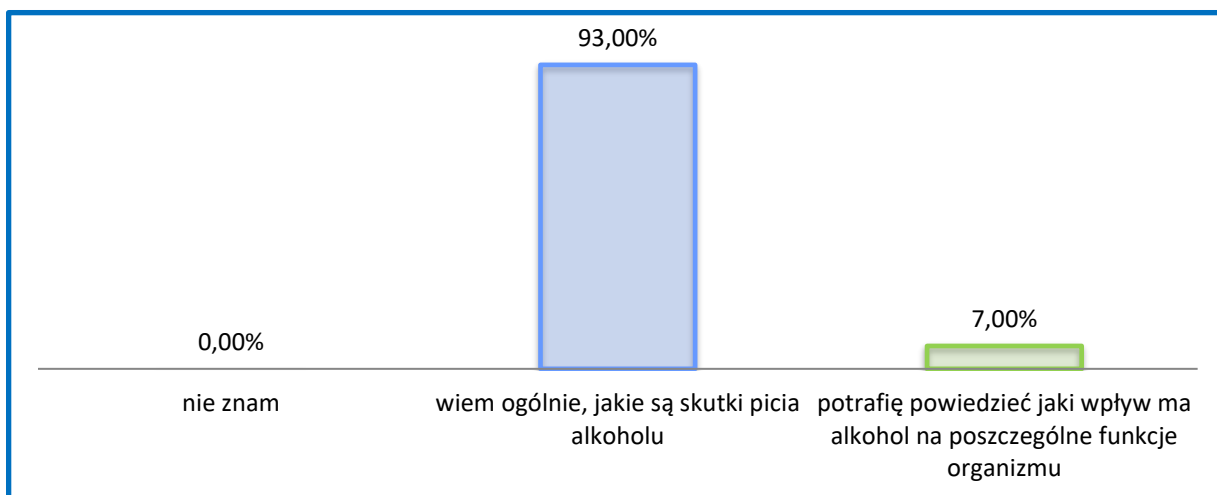 93,00%
7,00%
0,00%
nie znam
wiem ogólnie, jakie są skutki picia
alkoholu
potrafię powiedzieć jaki wpływ ma
alkohol na poszczególne funkcje
organizmu